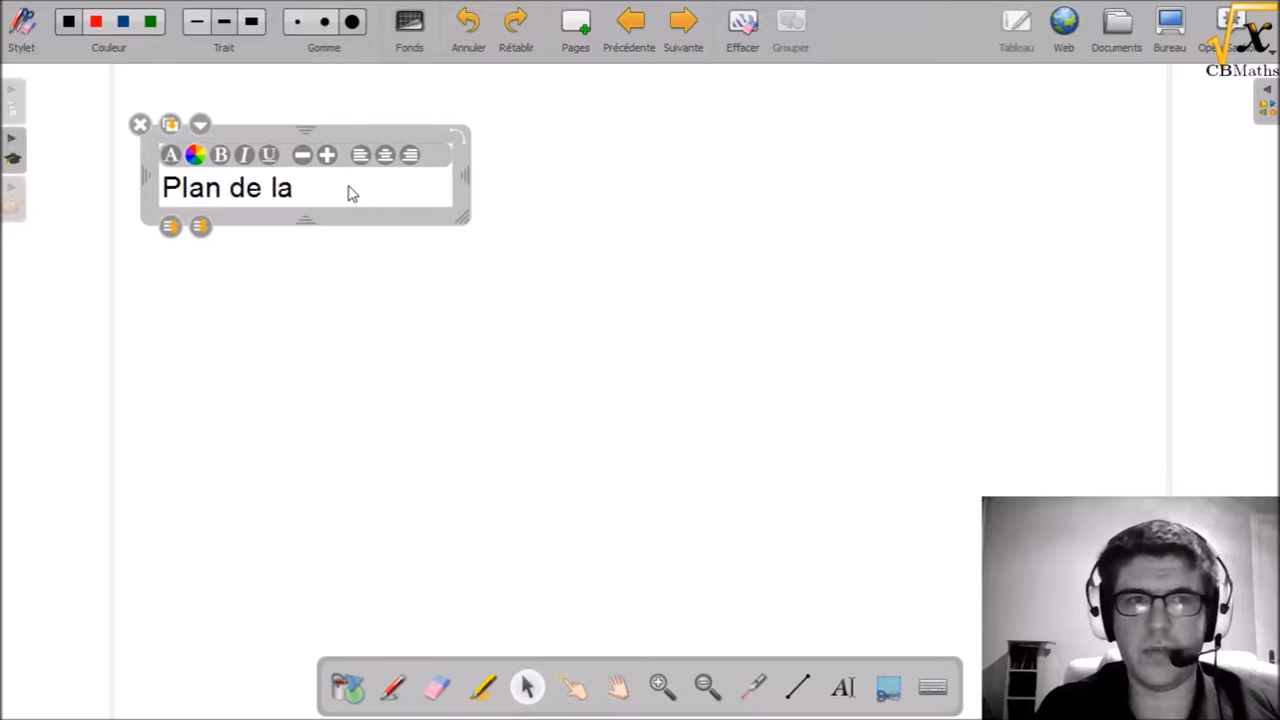 Stylet
Couleur
Trait
Gomme
Fonds
Annuler
Rétablir
Pages
Précédente
Suivante
Effacer
Grouper
Tableau
Web
Documents
Bureau
x
CBMaths
A B I U
Plan de la
AI